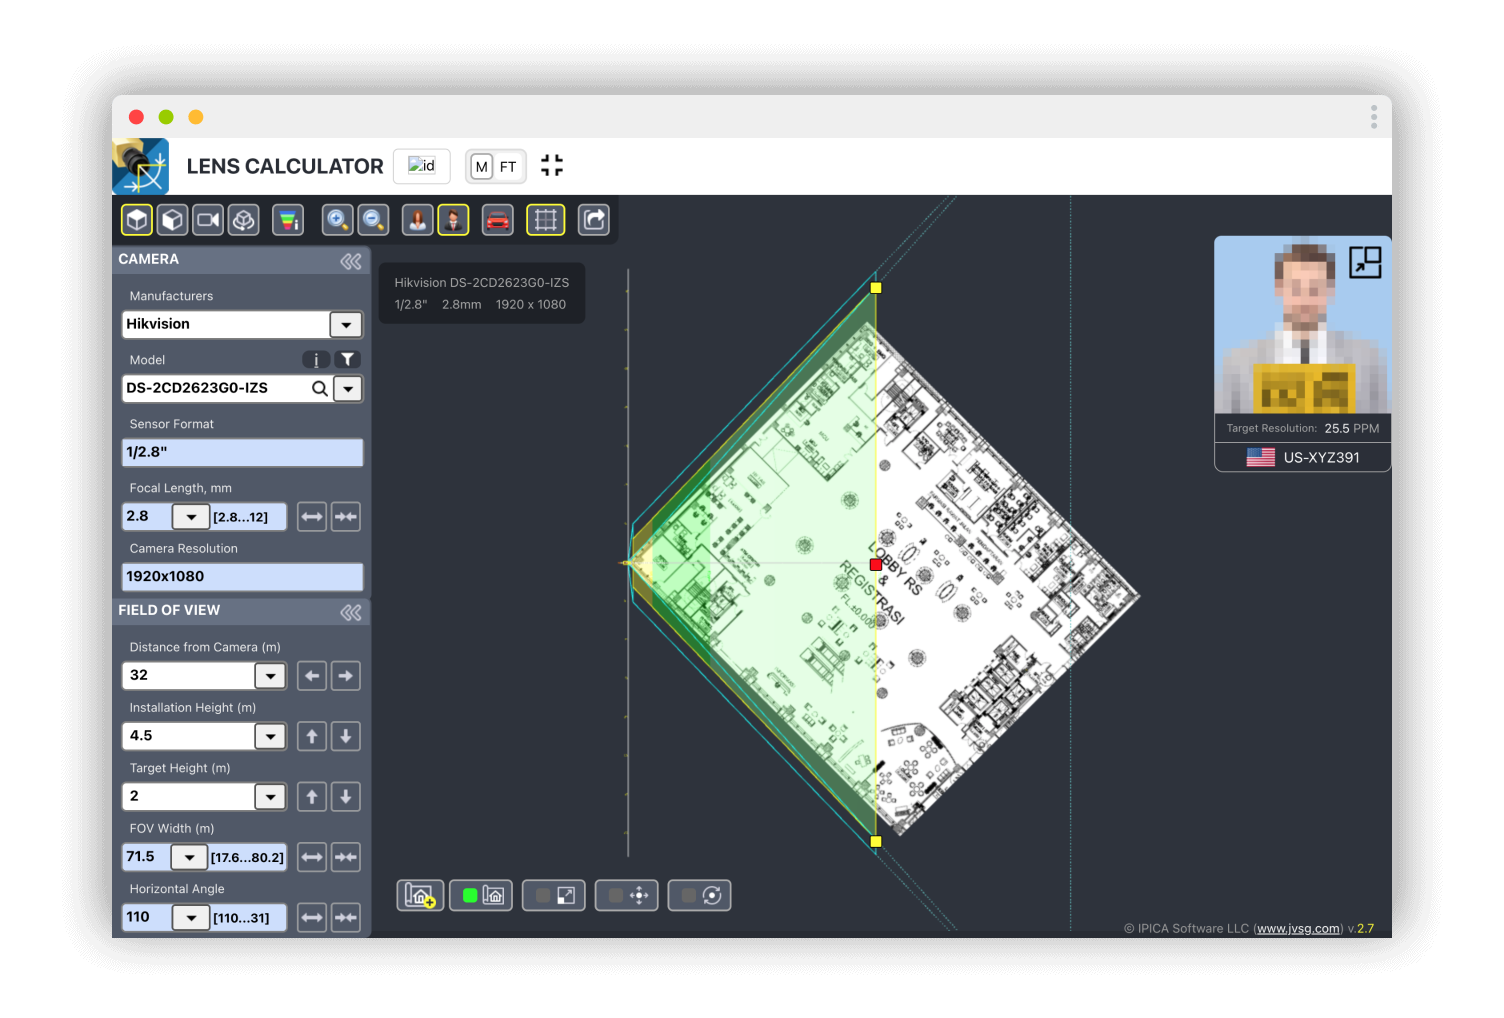 LENS CALCULATOR
id
M FT
CAMERA
Manufacturers
Hikvision
Model
i
DS-2CD2623G0-IZS
Sensor Format
1/2.8"
Focal Length, mm
2.8 [2.8...12]
Camera Resolution
1920x1080
FIELD OF VIEW
Distance from Camera (m)
32
Installation Height (m)
4.5
Target Height (m)
2
FOV Width (m)
71.5 [17.6...80.2]
Horizontal Angle
110 [110...31]
Hikvision DS-2CD2623G0-IZS
1/2.8" 2.8mm 1920 x 1080
LOBBY RS
&
REGISTRASI
FL ±0.000
Target Resolution: 25.5 PPM
US-XYZ391
© IPICA Software LLC (www.jvsg.com) v.2.7